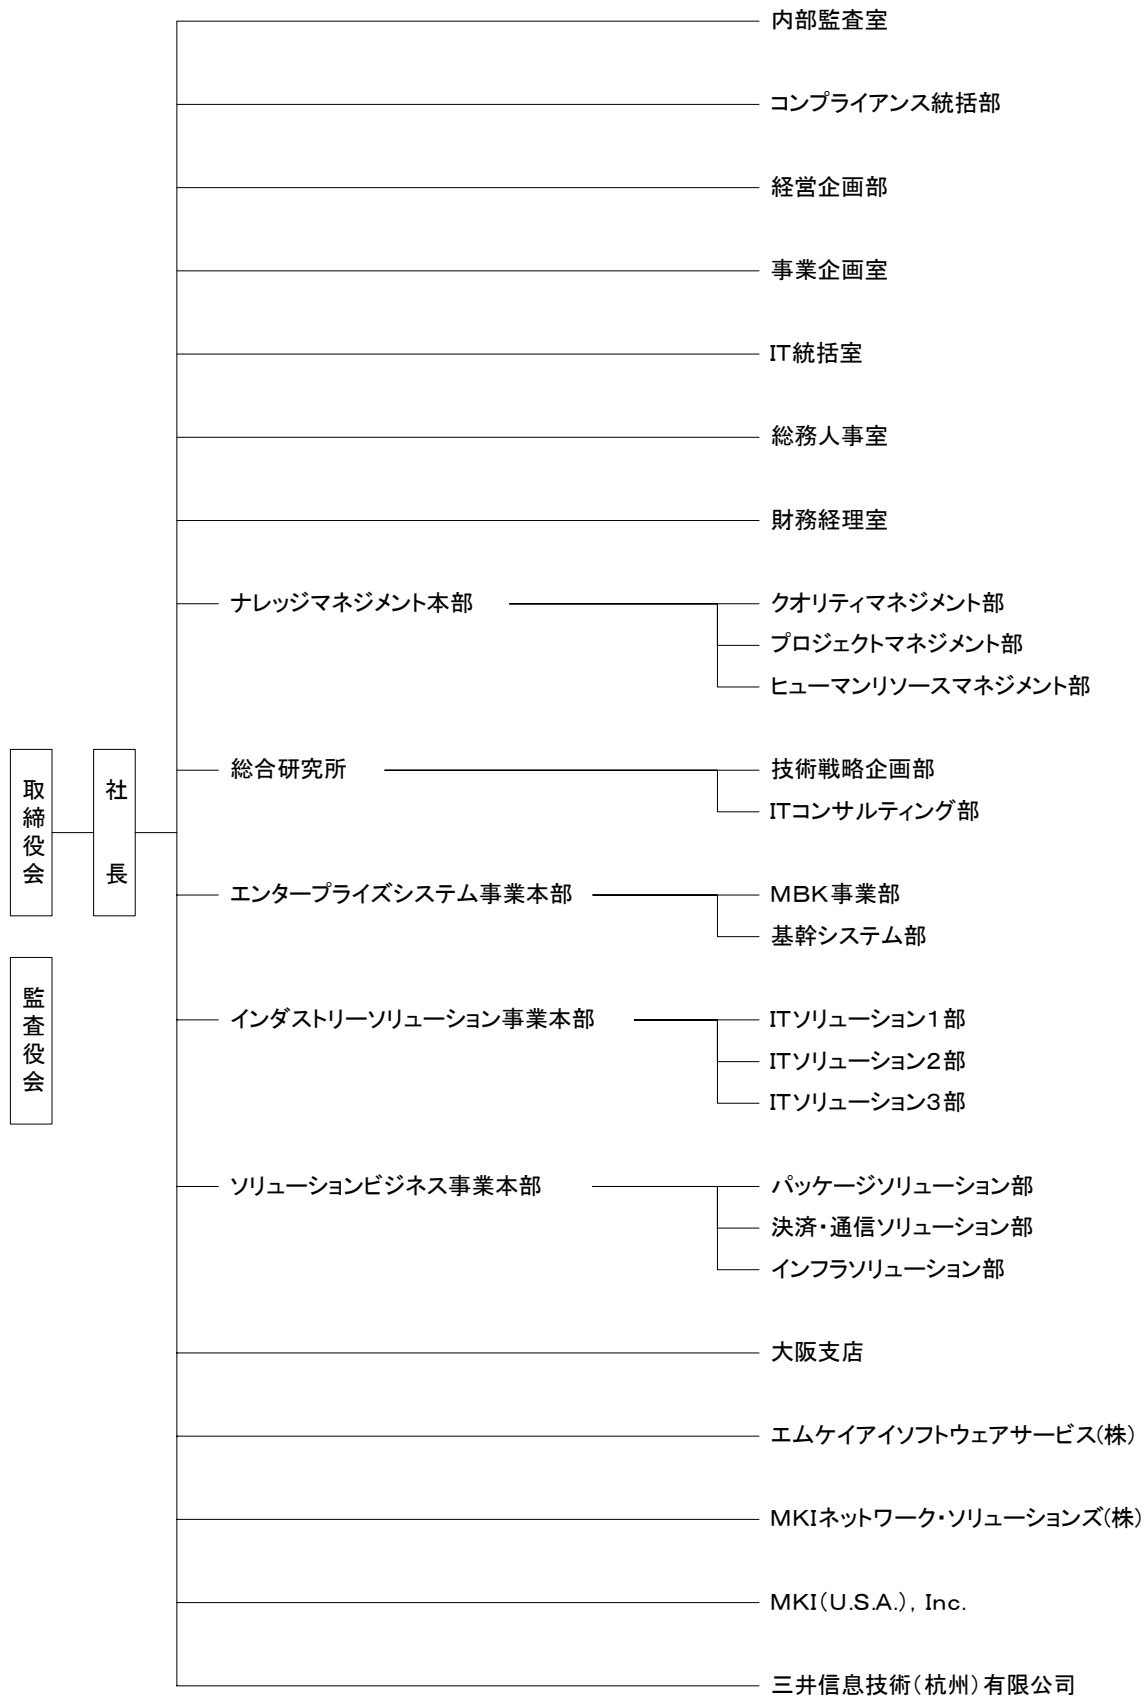 内部監査室
コンプライアンス統括部
経営企画部
事業企画室
IT統括室
総務人事室
財務経理室
ナレッジマネジメント本部
クオリティマネジメント部
プロジェクトマネジメント部
ヒューマンリソースマネジメント部
取締役会
社長
総合研究所
技術戦略企画部
ITコンサルティング部
エンタープライズシステム事業本部
MBK事業部
基幹システム部
監査役会
インダストリーソリューション事業本部
ITソリューション1部
ITソリューション2部
ITソリューション3部
ソリューションビジネス事業本部
パッケージソリューション部
決済・通信ソリューション部
インフラソリューション部
大阪支店
エムケイアイソフトウェアサービス(株)
MKIネットワーク・ソリューションズ(株)
MKI(U.S.A.), Inc.
三井信息技術(杭州)有限公司